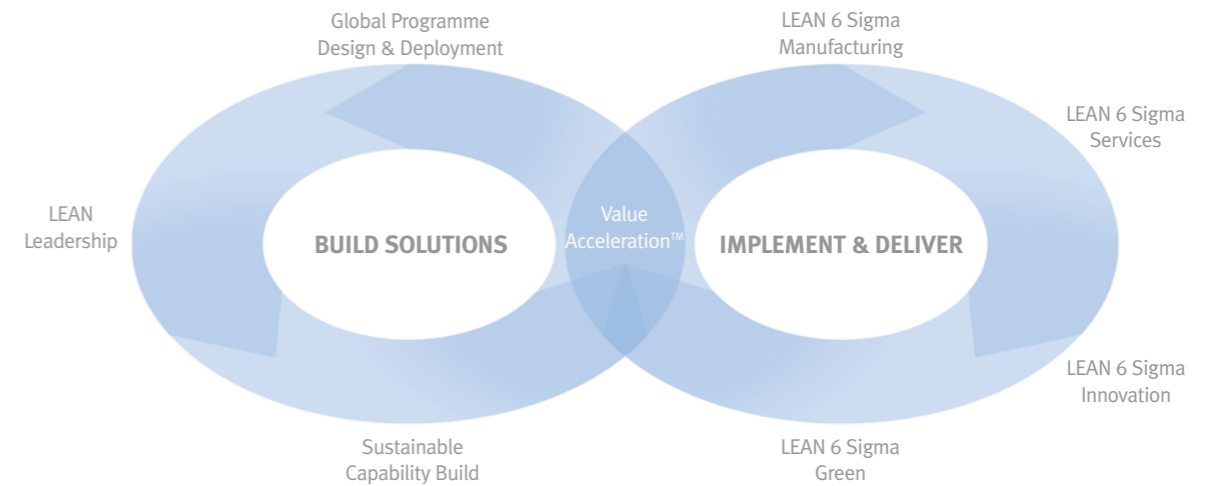 Global Programme
Design & Deployment
LEAN 6 Sigma
Manufacturing
LEAN 6 Sigma
Services
LEAN
Leadership
BUILD SOLUTIONS
Value
Acceleration™
IMPLEMENT & DELIVER
LEAN 6 Sigma
Innovation
Sustainable
Capability Build
LEAN 6 Sigma
Green